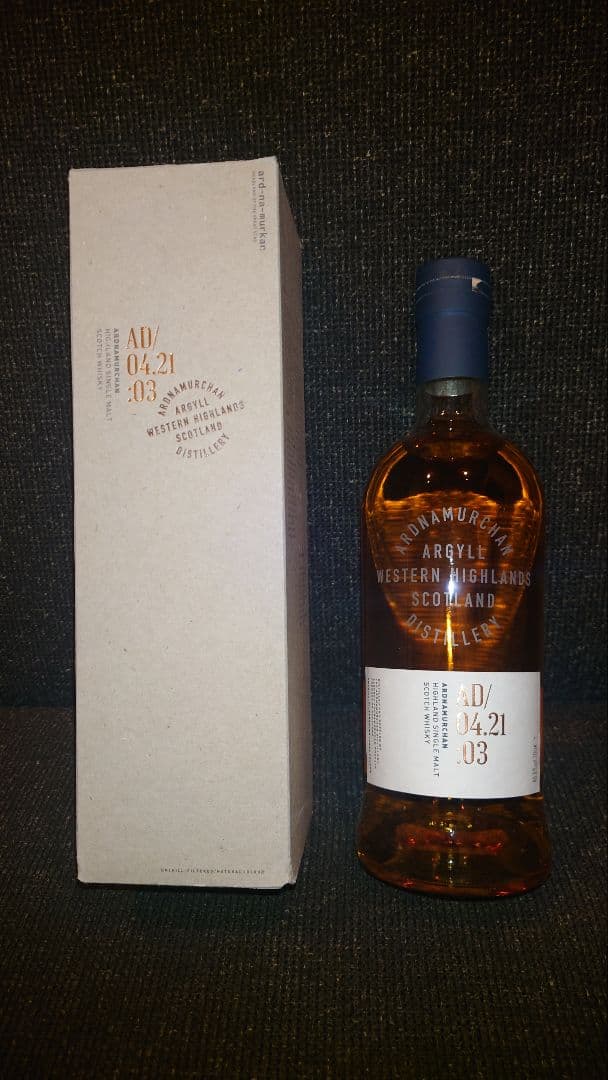 ard-na-murkan
AD/
04.21
:03
ARDNAMURCHAN
HIGHLAND SINGLE MALT
SCOTCH WHISKY
ARDNAMURCHAN
ARGYLL
WESTERN HIGHLANDS
SCOTLAND
DISTILLERY
ARDNAMURCHAN
ARGYLL
WESTERN HIGHLANDS
SCOTLAND
DISTILLERY
AD/
04.21
:03
ARDNAMURCHAN
HIGHLAND SINGLE MALT
SCOTCH WHISKY